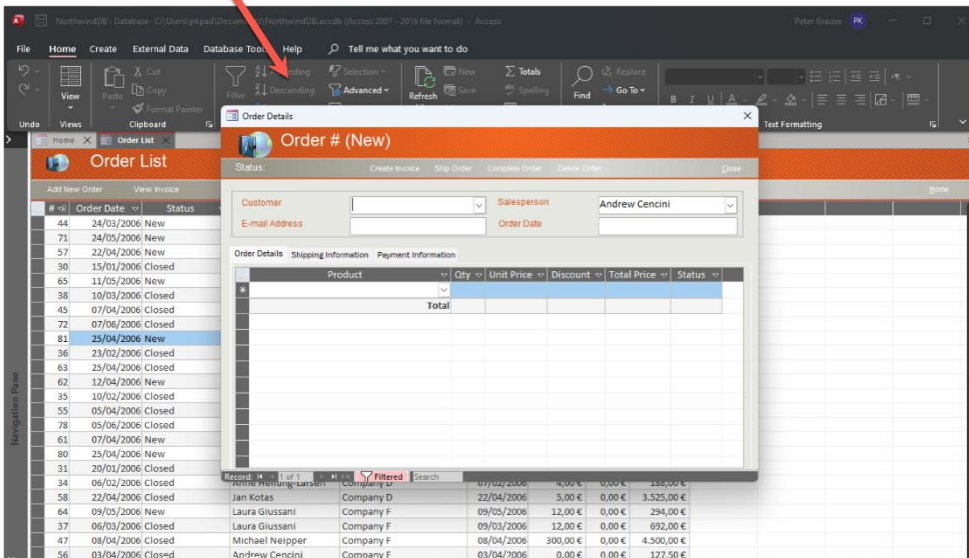 NorthwindDB : Database- C:\Users\pkpad\Documents\NorthwindDB.accdb (Access 2007 - 2016 file format) - Access
Peter Krause PK
File Home Create External Data Database Tools Help Tell me what you want to do
View Paste Cut Copy Format Painter
Filter Ascending Descending Selection Advanced
Refresh New Save Totals Spelling
Find Replace Go To
B I U A
Undo Views Clipboard Text Formatting
Home Order List
Order List
Add New Order View Invoice Home
# Order Date Status
44 24/03/2006 New
71 24/05/2006 New
57 22/04/2006 New
30 15/01/2006 Closed
65 11/05/2006 New
38 10/03/2006 Closed
45 07/04/2006 Closed
72 07/06/2006 Closed
81 25/04/2006 New
36 23/02/2006 Closed
63 25/04/2006 Closed
62 12/04/2006 New
35 10/02/2006 Closed
55 05/04/2006 Closed
78 05/06/2006 Closed
61 07/04/2006 New
80 25/04/2006 New
31 20/01/2006 Closed
34 06/02/2006 Closed Company D 07/02/2006 4,00 € 0,00 € 188,00 €
58 22/04/2006 Closed Jan Kotas Company D 22/04/2006 5,00 € 0,00 € 3.525,00 €
64 09/05/2006 New Laura Giussani Company F 09/05/2006 12,00 € 0,00 € 294,00 €
37 06/03/2006 Closed Laura Giussani Company F 09/03/2006 12,00 € 0,00 € 692,00 €
47 08/04/2006 Closed Michael Neipper Company F 08/04/2006 300,00 € 0,00 € 4.500,00 €
56 03/04/2006 Closed Andrew Cencini Company F 03/04/2006 0,00 € 0,00 € 127,50 €
Navigation Pane
Order Details
Order # (New)
Status: Create Invoice Ship Order Complete Order Delete Order Close
Customer Salesperson Andrew Cencini
E-mail Address Order Date
Order Details Shipping Information Payment Information
Product Qty Unit Price Discount Total Price Status
Total
Record: 1 of 1 Filtered Search